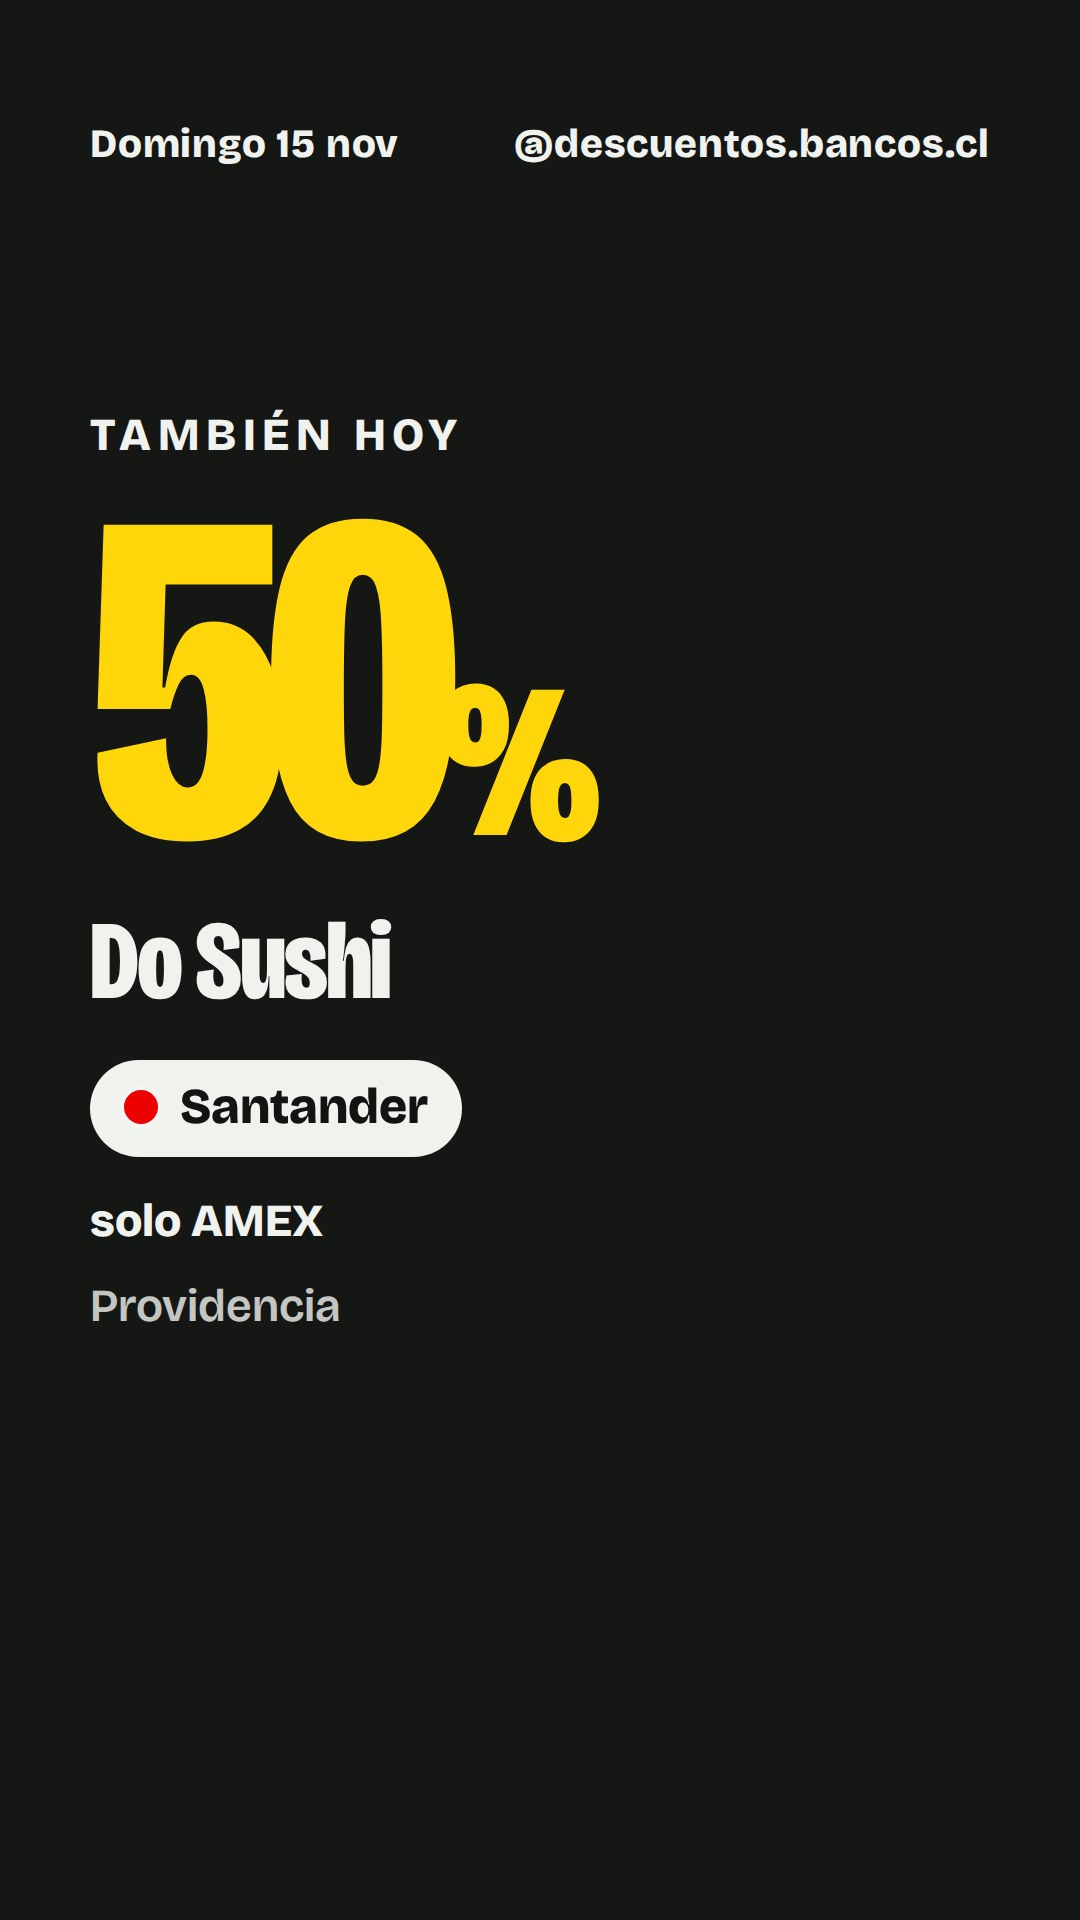 Domingo 15 nov @descuentos.bancos.cl
TAMBIÉN HOY
50%
Do Sushi
Santander
solo AMEX
Providencia